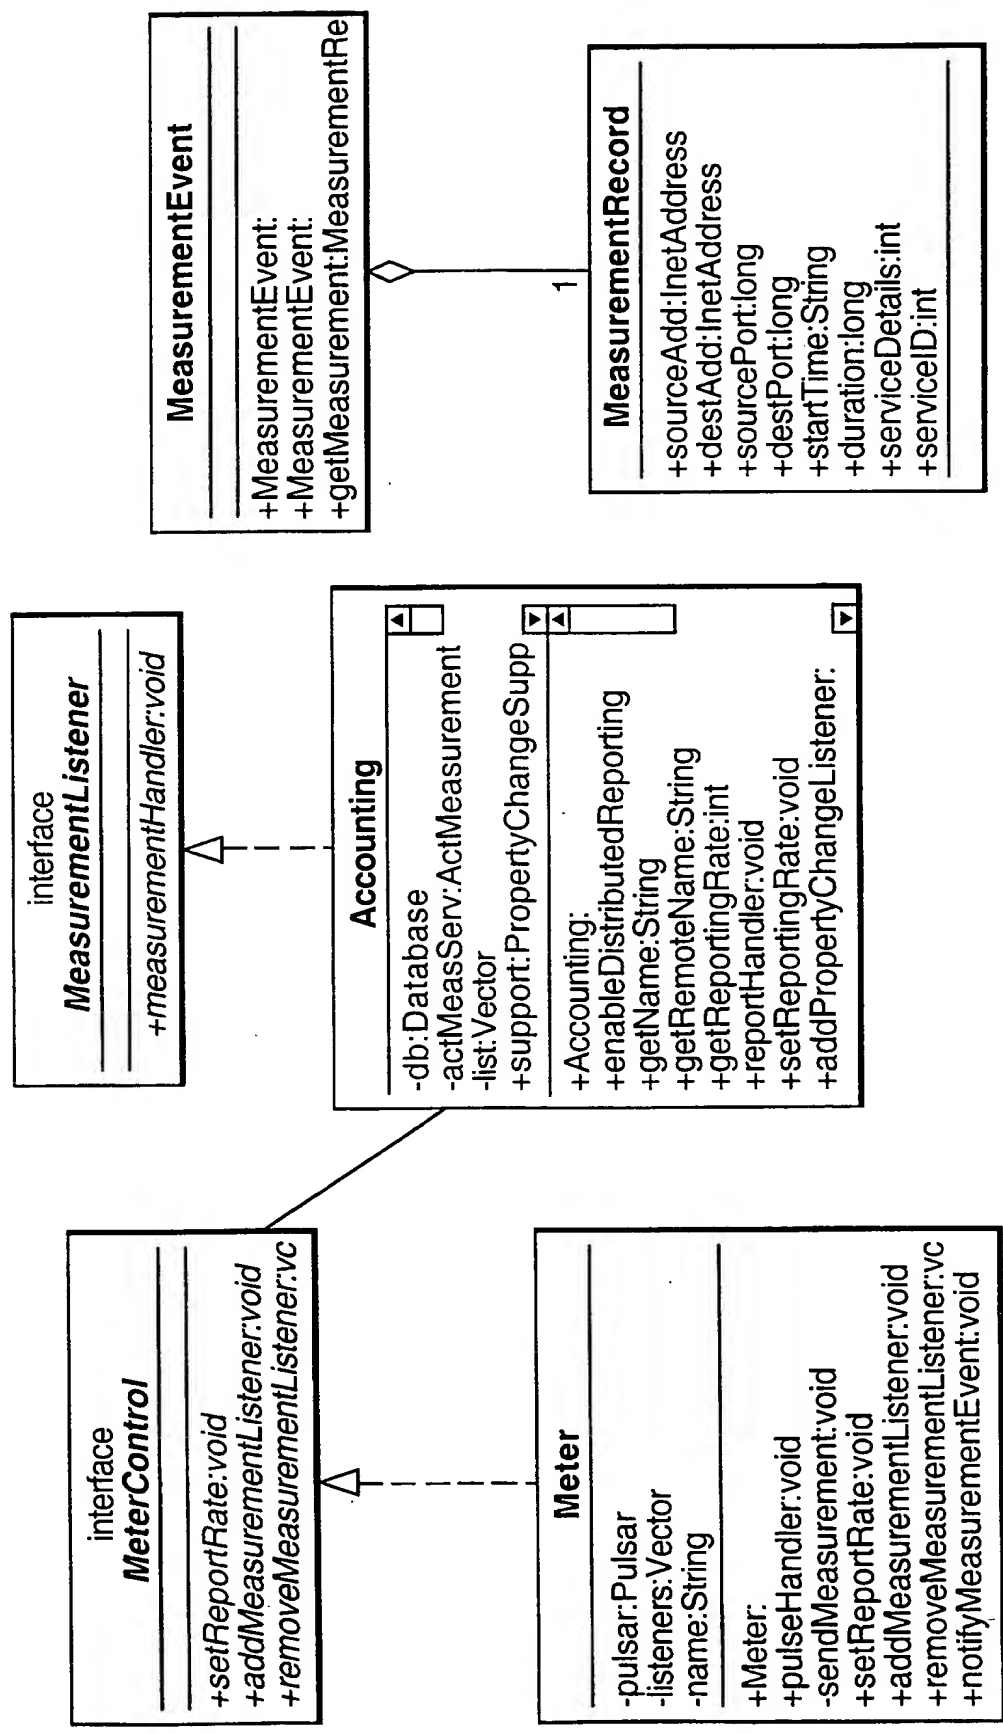 interface
MeterControl
+setReportRate:void
+addMeasurementListener:void
+removeMeasurementListener:vc
Meter
-pulsar:Pulsar
-listeners:Vector
-name:String
+Meter:
+pulseHandler:void
-sendMeasurement:void
+setReportRate:void
+addMeasurementListener:void
+removeMeasurementListener:vc
+notifyMeasurementEvent:void
interface
MeasurementListener
+measurementHandler:void
Accounting
-db:Database
-actMeasServ:ActMeasurement
-list:Vector
+support:PropertyChangeSupp
+Accounting:
+enableDistributedReporting
+getName:String
+getRemoteName:String
+getReportingRate:int
+reportHandler:void
+setReportingRate:void
+addPropertyChangeListener:
MeasurementEvent
+MeasurementEvent:
+MeasurementEvent:
+getMeasurement:MeasurementRe
1
MeasurementRecord
+sourceAdd:InetAddress
+destAdd:InetAddress
+sourcePort:long
+destPort:long
+startTime:String
+duration:long
+serviceDetails:int
+serviceID:int